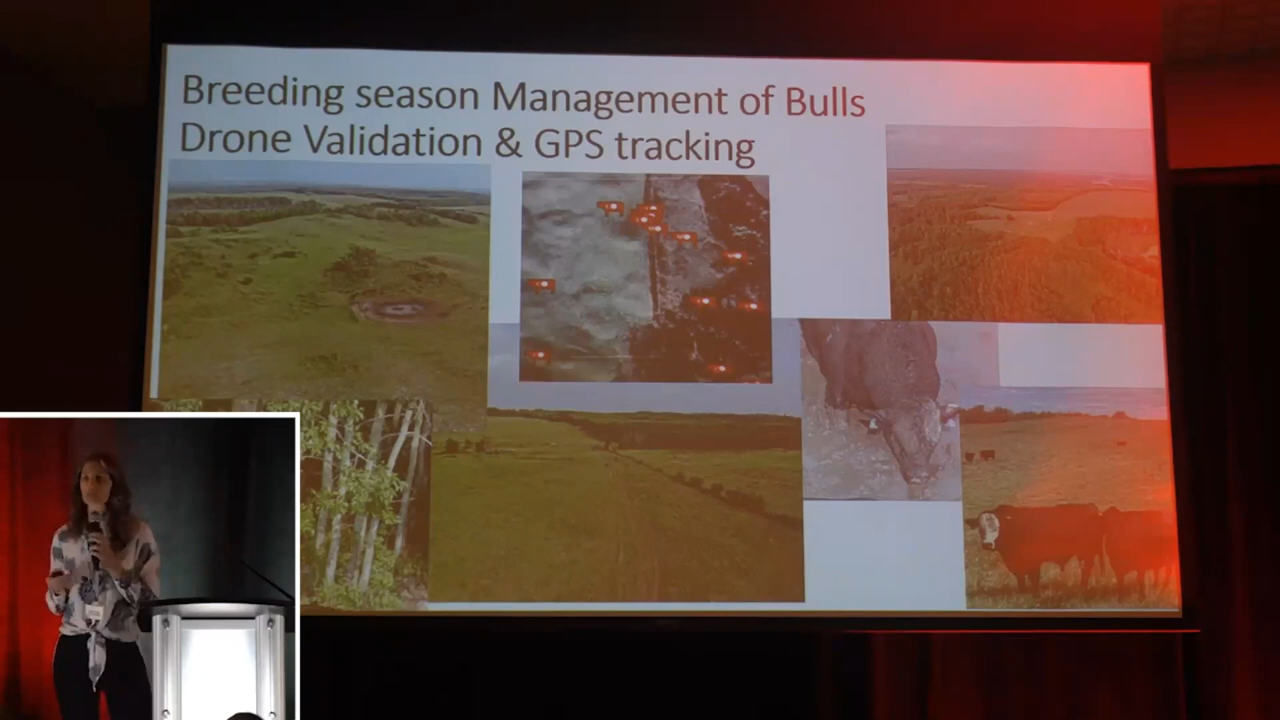 Breeding season Management of Bulls
Drone Validation & GPS tracking